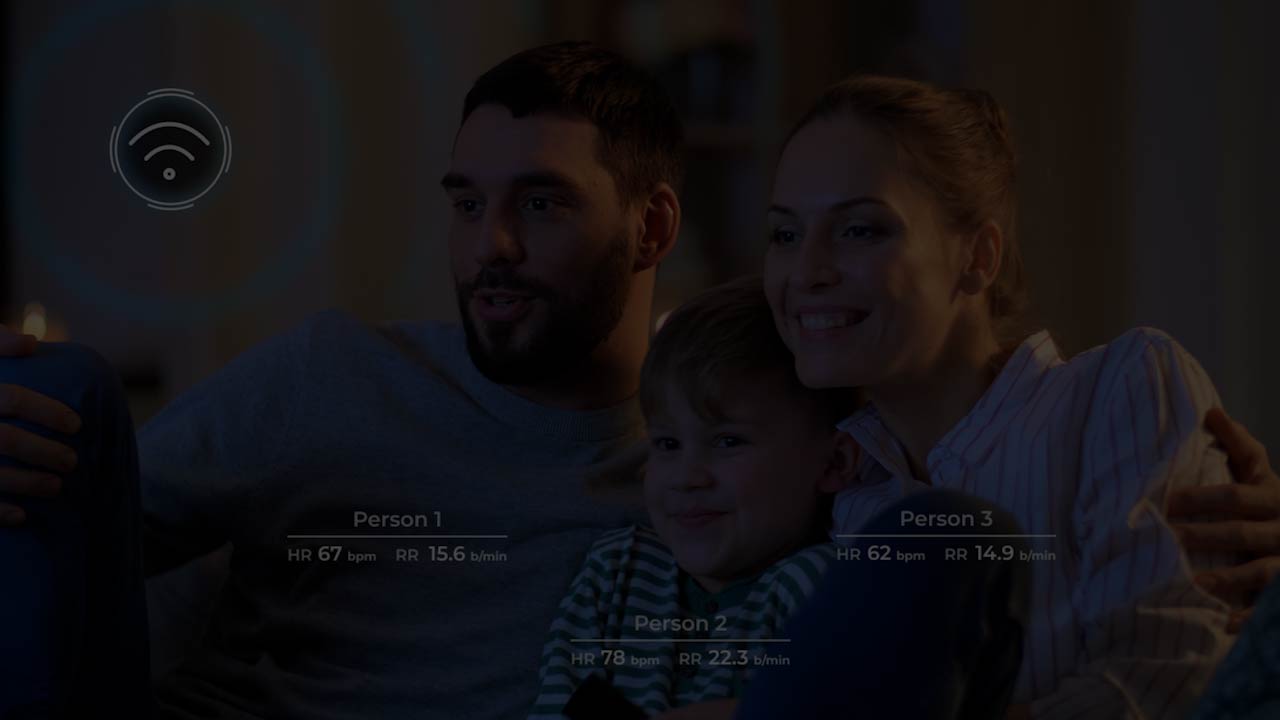 Person 1
HR 67 bpm RR 15.6 b/min
Person 3
HR 62 bpm RR 14.9 b/min
Person 2
HR 78 bpm RR 22.3 b/min